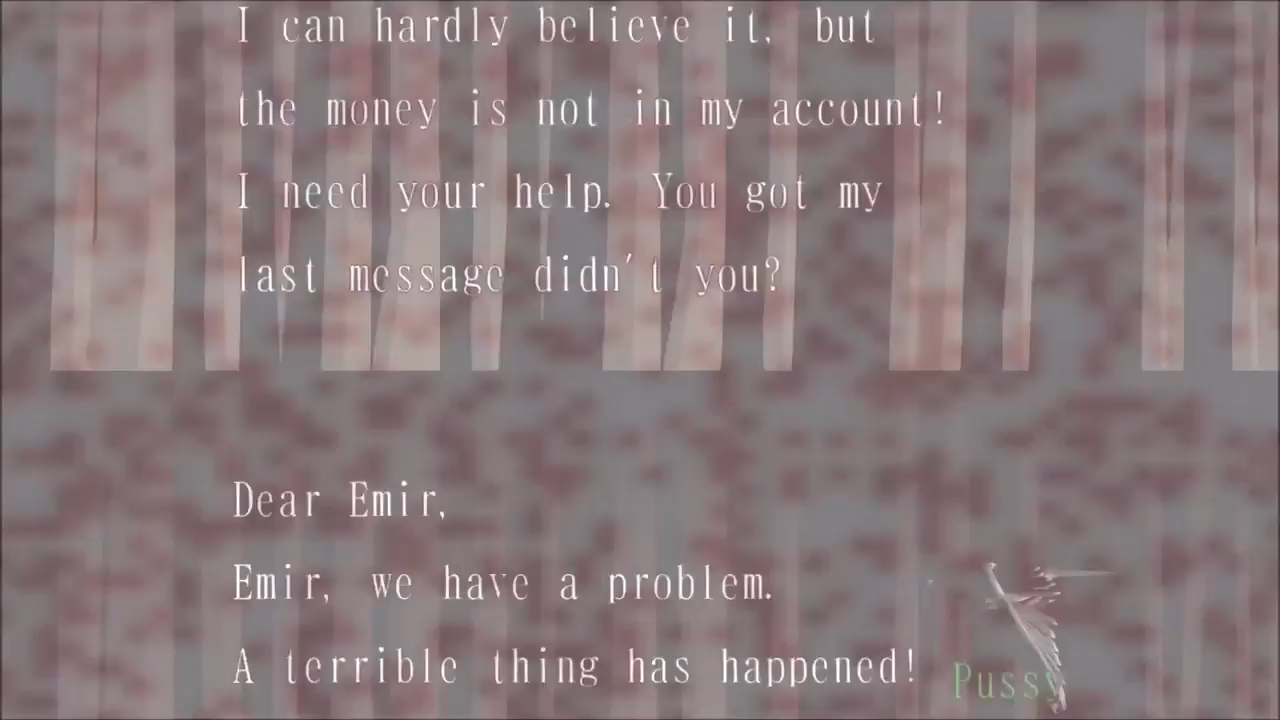 I can hardly believe it, but
the money is not in my account!
I need your help. You got my
last message didn't you?
Dear Emir,
Emir, we have a problem.
A terrible thing has happened!
Pussy